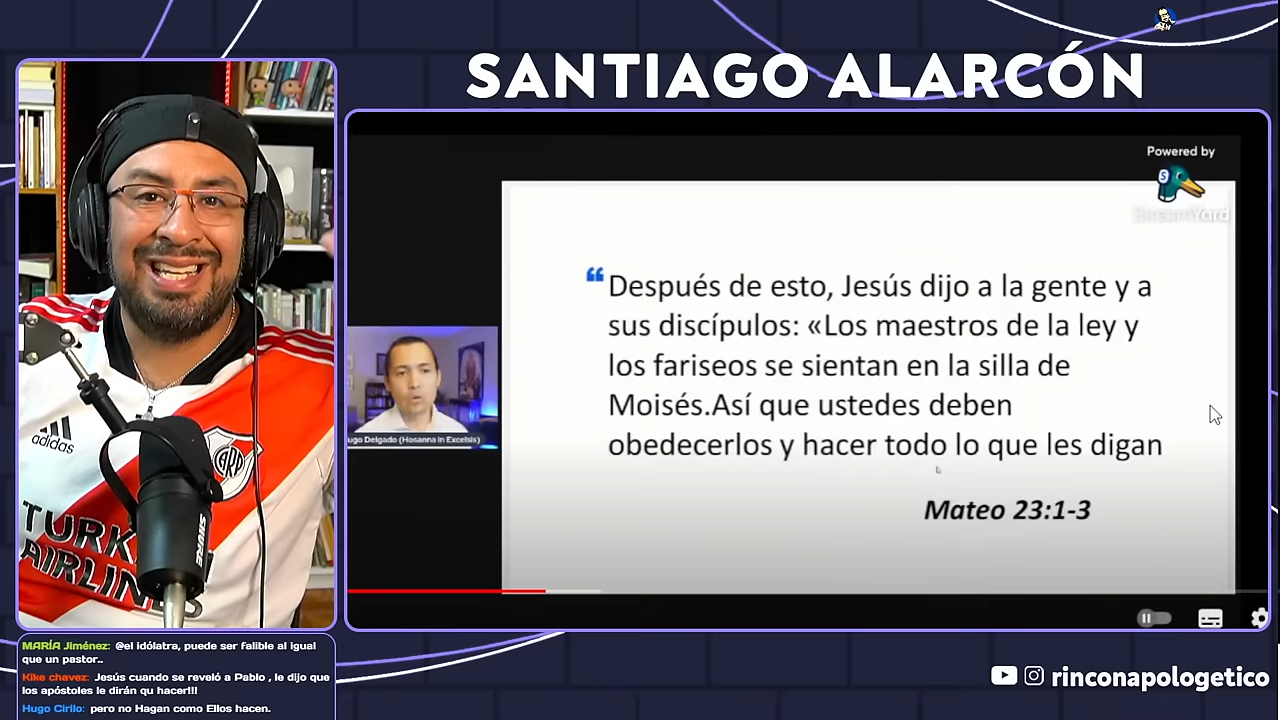 SANTIAGO ALARCÓN
Powered by
StreamYard
“Después de esto, Jesús dijo a la gente y a
sus discípulos: «Los maestros de la ley y
los fariseos se sientan en la silla de
Moisés.Así que ustedes deben
obedecerlos y hacer todo lo que les digan
Mateo 23:1-3
ugo Delgado (Hosanna in Excelsis)
adidas
CARP
TURK
AIRLINES
SHURE
MARÍA Jiménez: @el idólatra, puede ser falible al igual
que un pastor..
Kike chavez: Jesús cuando se reveló a Pablo , le dijo que
los apóstoles le dirán qu hacer!!!
Hugo Cirilo: pero no Hagan como Ellos hacen.
rinconapologetico